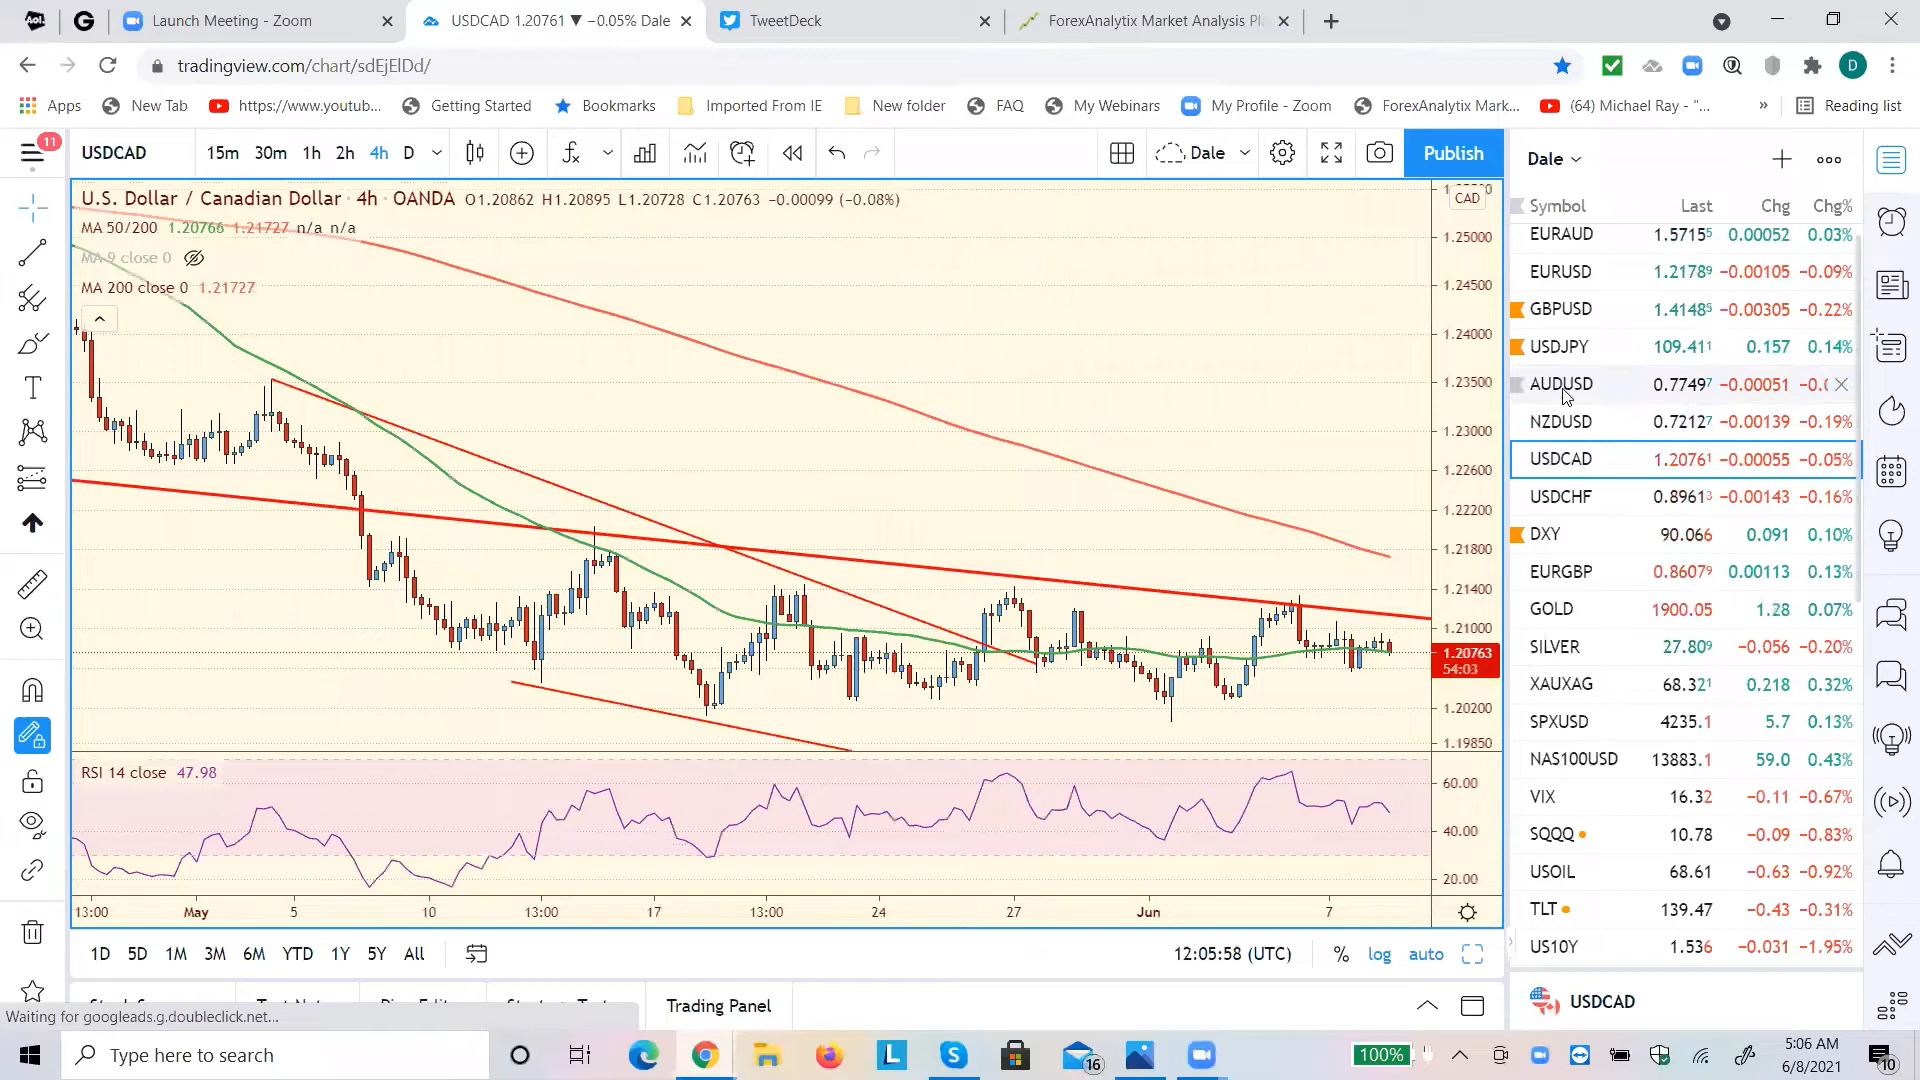 Launch Meeting - Zoom
USDCAD 1.20761 ▼ −0.05% Dale
TweetDeck
ForexAnalytix Market Analysis Pl
tradingview.com/chart/sdEjElDd/
D
Apps
New Tab
https://www.youtub...
Getting Started
Bookmarks
Imported From IE
New folder
FAQ
My Webinars
My Profile - Zoom
ForexAnalytix Mark...
(64) Michael Ray - "...
»
Reading list
11
USDCAD
15m 30m 1h 2h 4h D
Dale
Publish
Dale
U.S. Dollar / Canadian Dollar · 4h · OANDA O1.20862 H1.20895 L1.20728 C1.20763 −0.00099 (−0.08%)
MA 50/200 1.20766 1.21727 n/a n/a
MA 9 close 0
MA 200 close 0 1.21727
CAD
1.25000
1.24500
1.24000
1.23500
1.23000
1.22600
1.22200
1.21800
1.21400
1.21000
1.20763
54:03
1.20200
1.19850
RSI 14 close 47.98
60.00
40.00
20.00
13:00 May 5 10 13:00 17 13:00 24 27 Jun 7
Symbol Last Chg Chg%
EURAUD 1.57155 0.00052 0.03%
EURUSD 1.21789 −0.00105 −0.09%
GBPUSD 1.41485 −0.00305 −0.22%
USDJPY 109.411 0.157 0.14%
AUDUSD 0.77497 −0.00051 −0.0
NZDUSD 0.72127 −0.00139 −0.19%
USDCAD 1.20761 −0.00055 −0.05%
USDCHF 0.89613 −0.00143 −0.16%
DXY 90.066 0.091 0.10%
EURGBP 0.86079 0.00113 0.13%
GOLD 1900.05 1.28 0.07%
SILVER 27.809 −0.056 −0.20%
XAUXAG 68.321 0.218 0.32%
SPXUSD 4235.1 5.7 0.13%
NAS100USD 13883.1 59.0 0.43%
VIX 16.32 −0.11 −0.67%
SQQQ 10.78 −0.09 −0.83%
USOIL 68.61 −0.63 −0.92%
TLT 139.47 −0.43 −0.31%
US10Y 1.536 −0.031 −1.95%
USDCAD
1D 5D 1M 3M 6M YTD 1Y 5Y All
12:05:58 (UTC) % log auto
Trading Panel
Waiting for googleads.g.doubleclick.net...
Type here to search
16
100%
5:06 AM
6/8/2021
10